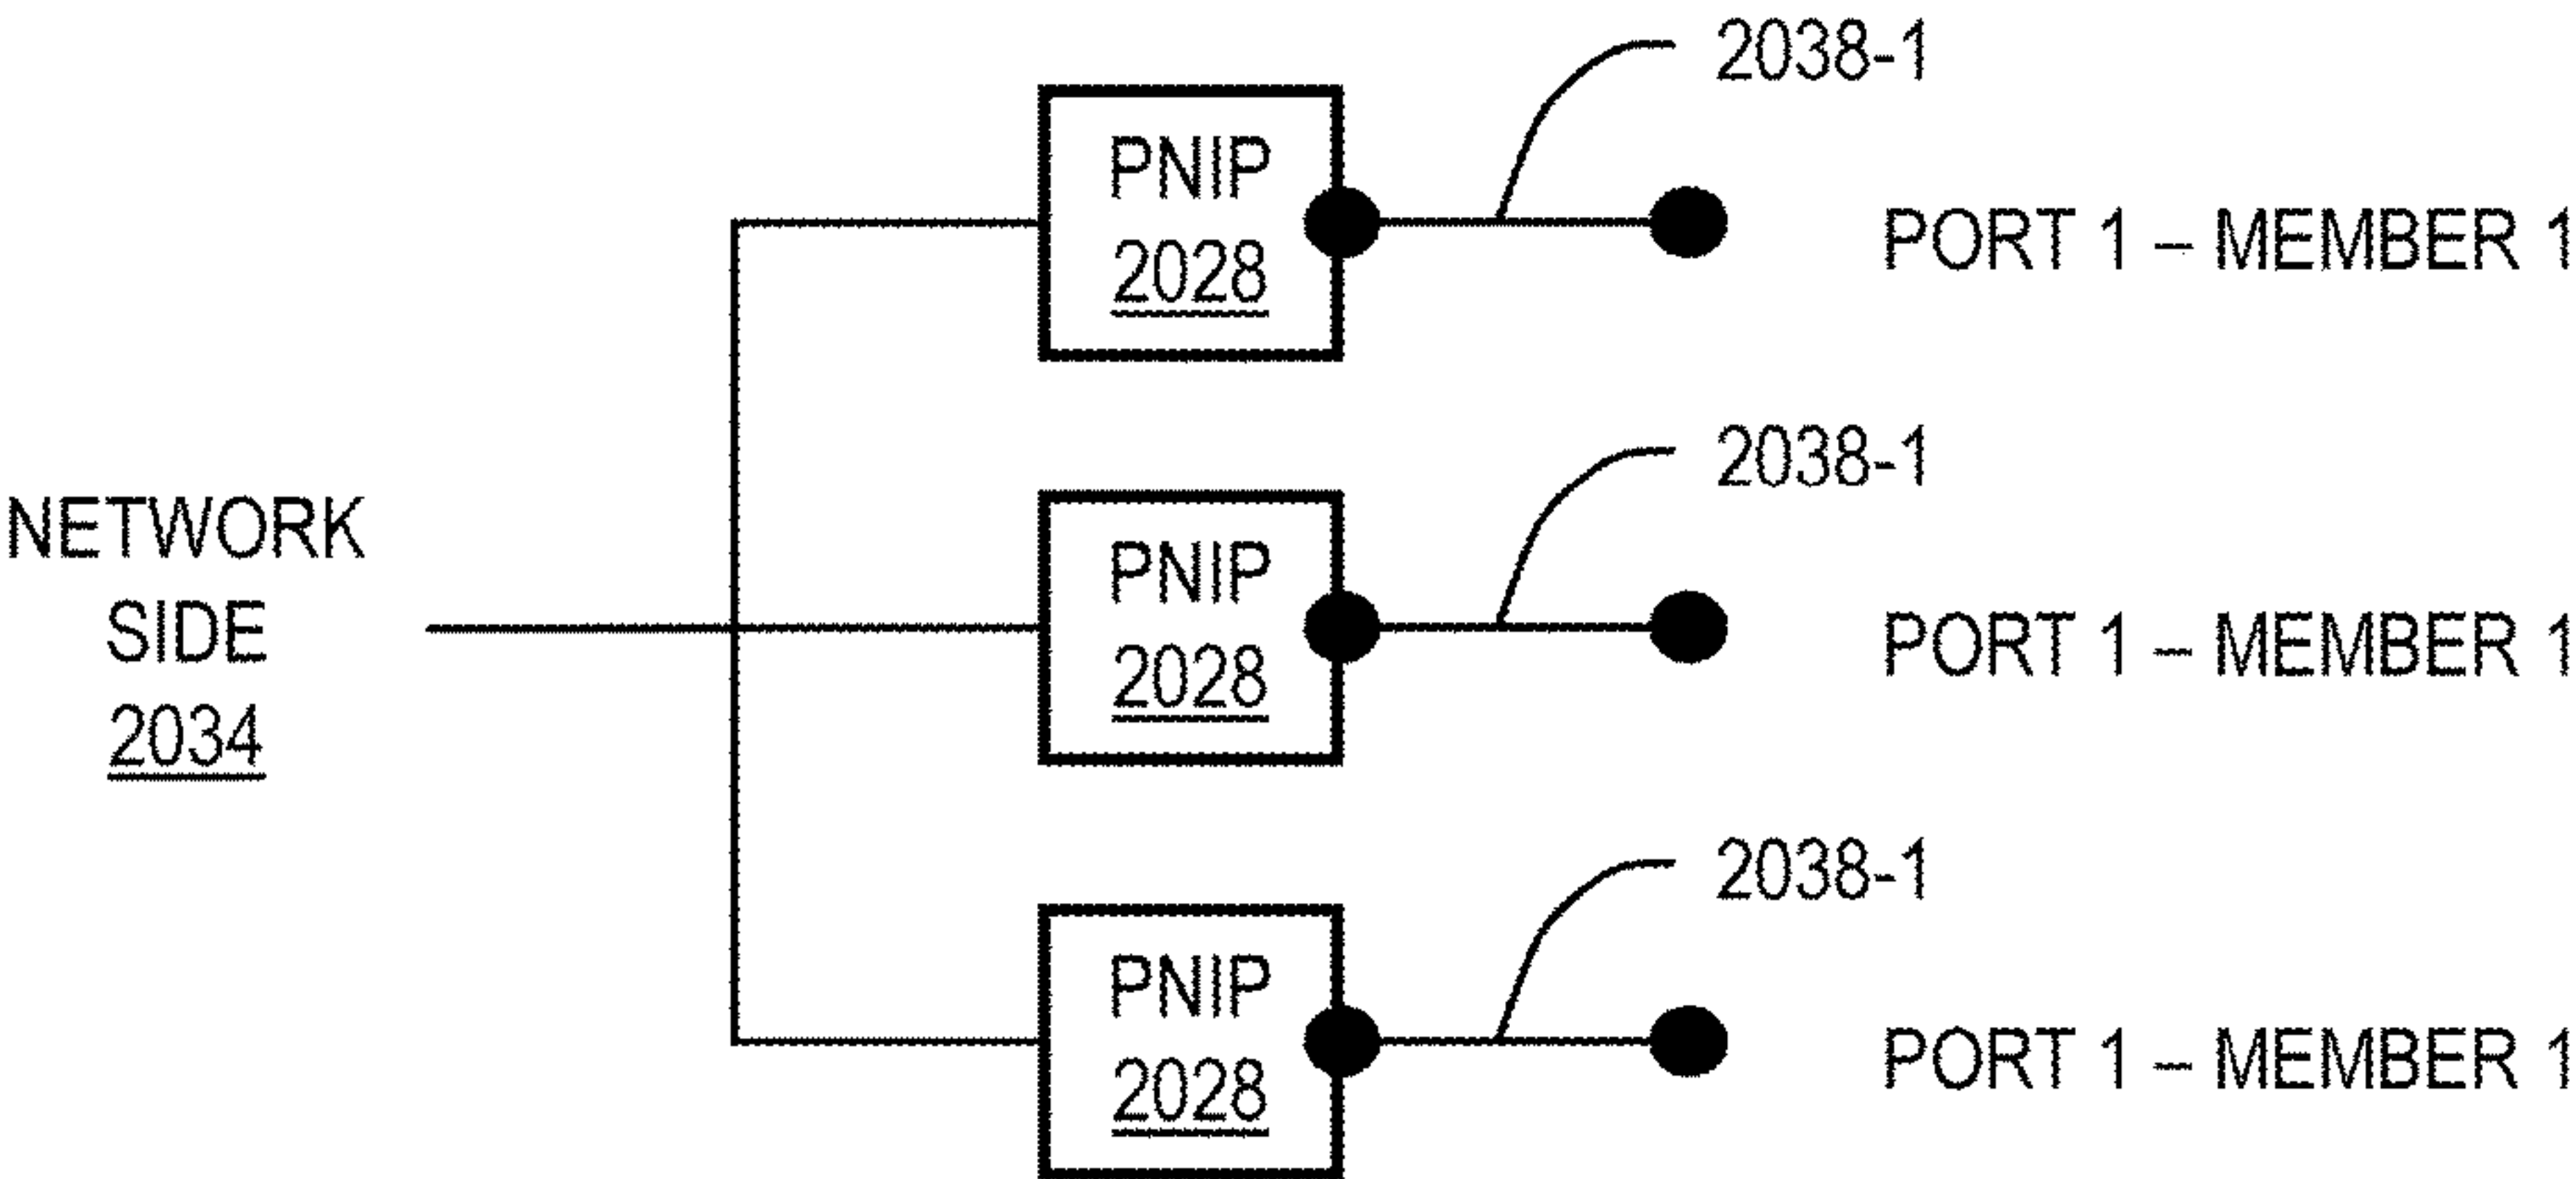 2038-1
PNIP
2028
PORT 1 – MEMBER 1
2038-1
NETWORK
SIDE
2034
PNIP
2028
PORT 1 – MEMBER 1
2038-1
PNIP
2028
PORT 1 – MEMBER 1